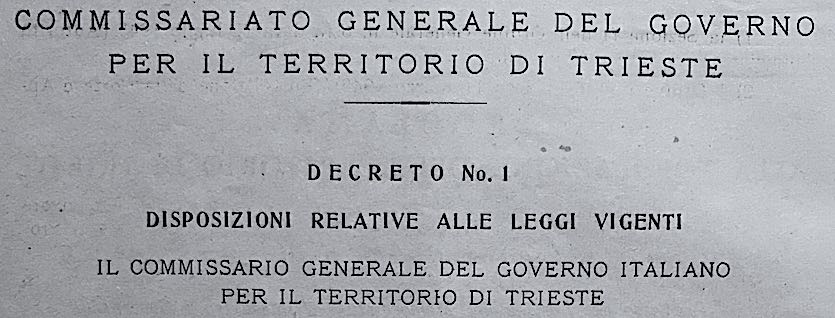 COMMISSARIATO GENERALE DEL GOVERNO
PER IL TERRITORIO DI TRIESTE
DECRETO No. 1
DISPOSIZIONI RELATIVE ALLE LEGGI VIGENTI
IL COMMISSARIO GENERALE DEL GOVERNO ITALIANO
PER IL TERRITORIO DI TRIESTE